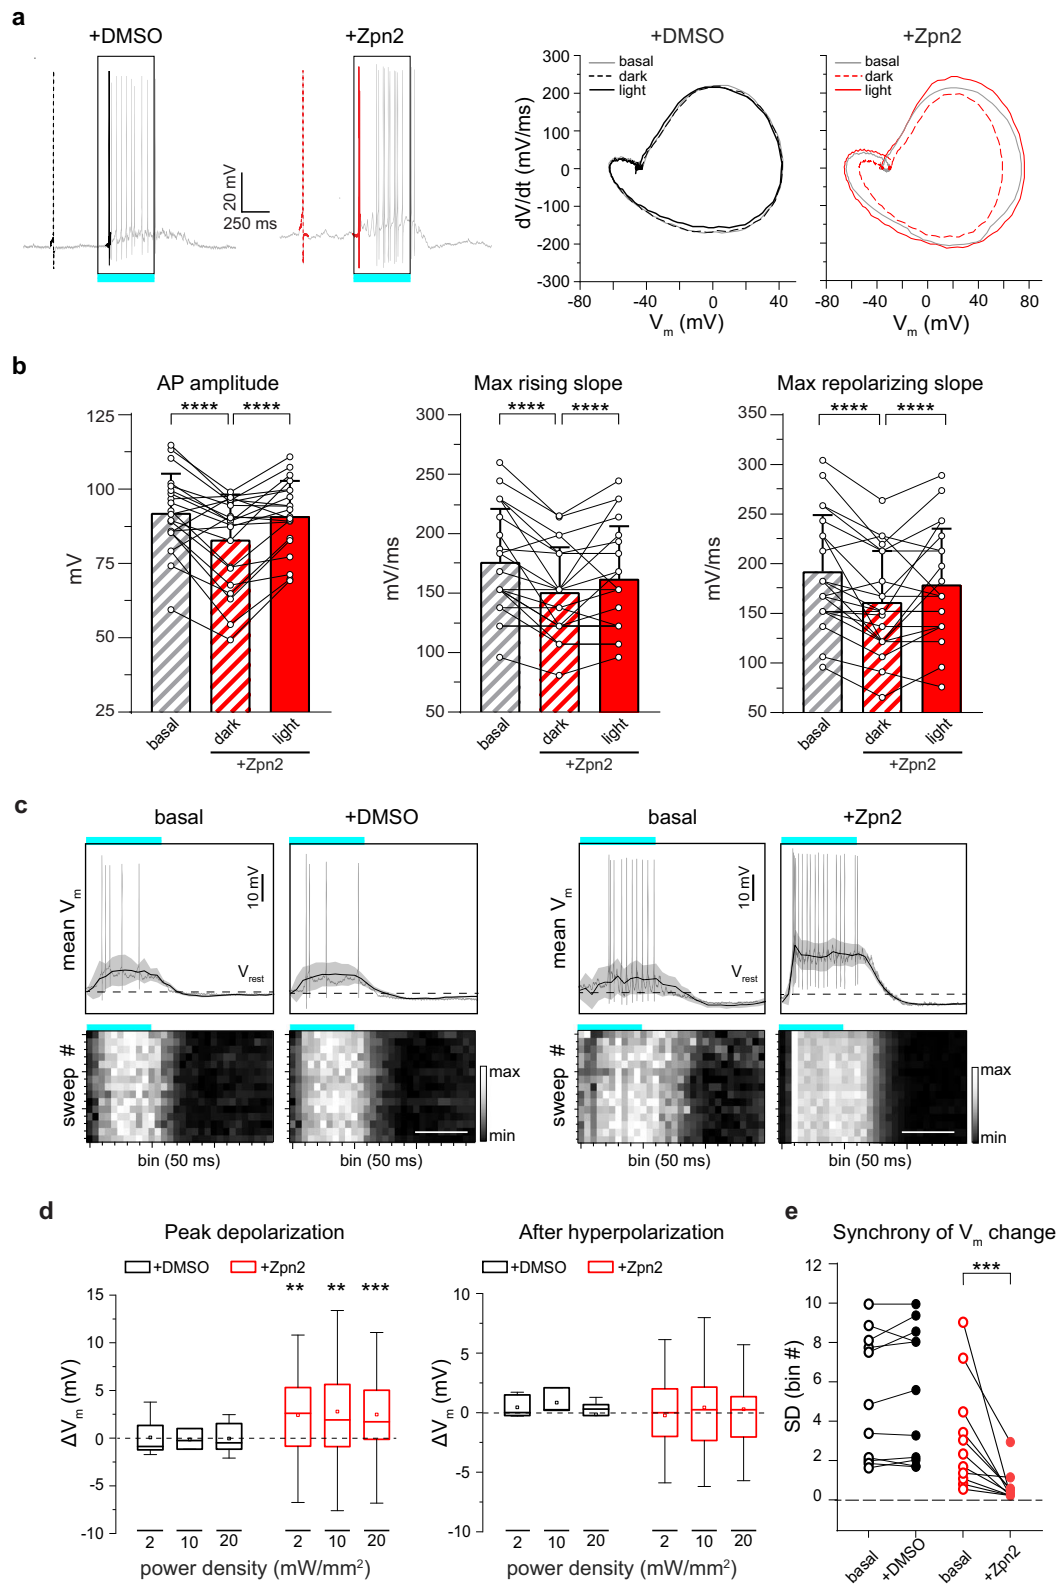 a
+DMSO
+Zpn2
20 mV
250 ms
+DMSO
basal
dark
light
dV/dt (mV/ms)
300
200
100
0
-100
-200
-300
-80
-40
0
20
40
Vm (mV)
+Zpn2
basal
dark
light
-80
-40
0
40
80
Vm (mV)
b
AP amplitude
**** ****
mV
125
100
75
50
25
basal
dark
light
+Zpn2
Max rising slope
**** ****
mV/ms
300
250
200
150
100
50
basal
dark
light
+Zpn2
Max repolarizing slope
**** ****
mV/ms
350
300
250
200
150
100
50
basal
dark
light
+Zpn2
c
basal
+DMSO
basal
+Zpn2
mean Vm
10 mV
Vrest
10 mV
Vrest
sweep #
max
min
max
min
bin (50 ms)
bin (50 ms)
bin (50 ms)
bin (50 ms)
d
Peak depolarization
+DMSO
+Zpn2
** ** ***
ΔVm (mV)
15
10
5
0
-5
-10
2 10 20 2 10 20
power density (mW/mm²)
After hyperpolarization
+DMSO
+Zpn2
ΔVm (mV)
10
5
0
-5
-10
2 10 20 2 10 20
power density (mW/mm²)
e
Synchrony of Vm change
***
SD (bin #)
12
10
8
6
4
2
0
basal
+DMSO
basal
+Zpn2